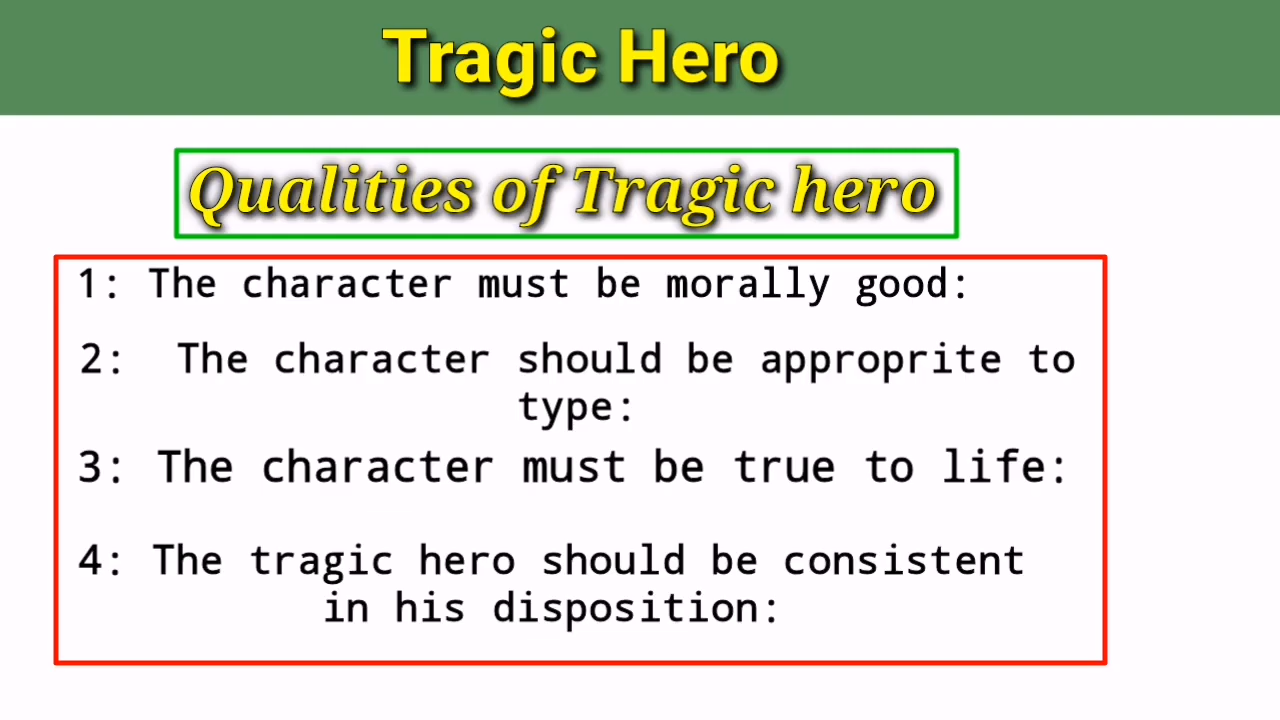 Tragic Hero
Qualities of Tragic hero
1: The character must be morally good:
2: The character should be approprite to
type:
3: The character must be true to life:
4: The tragic hero should be consistent
in his disposition: